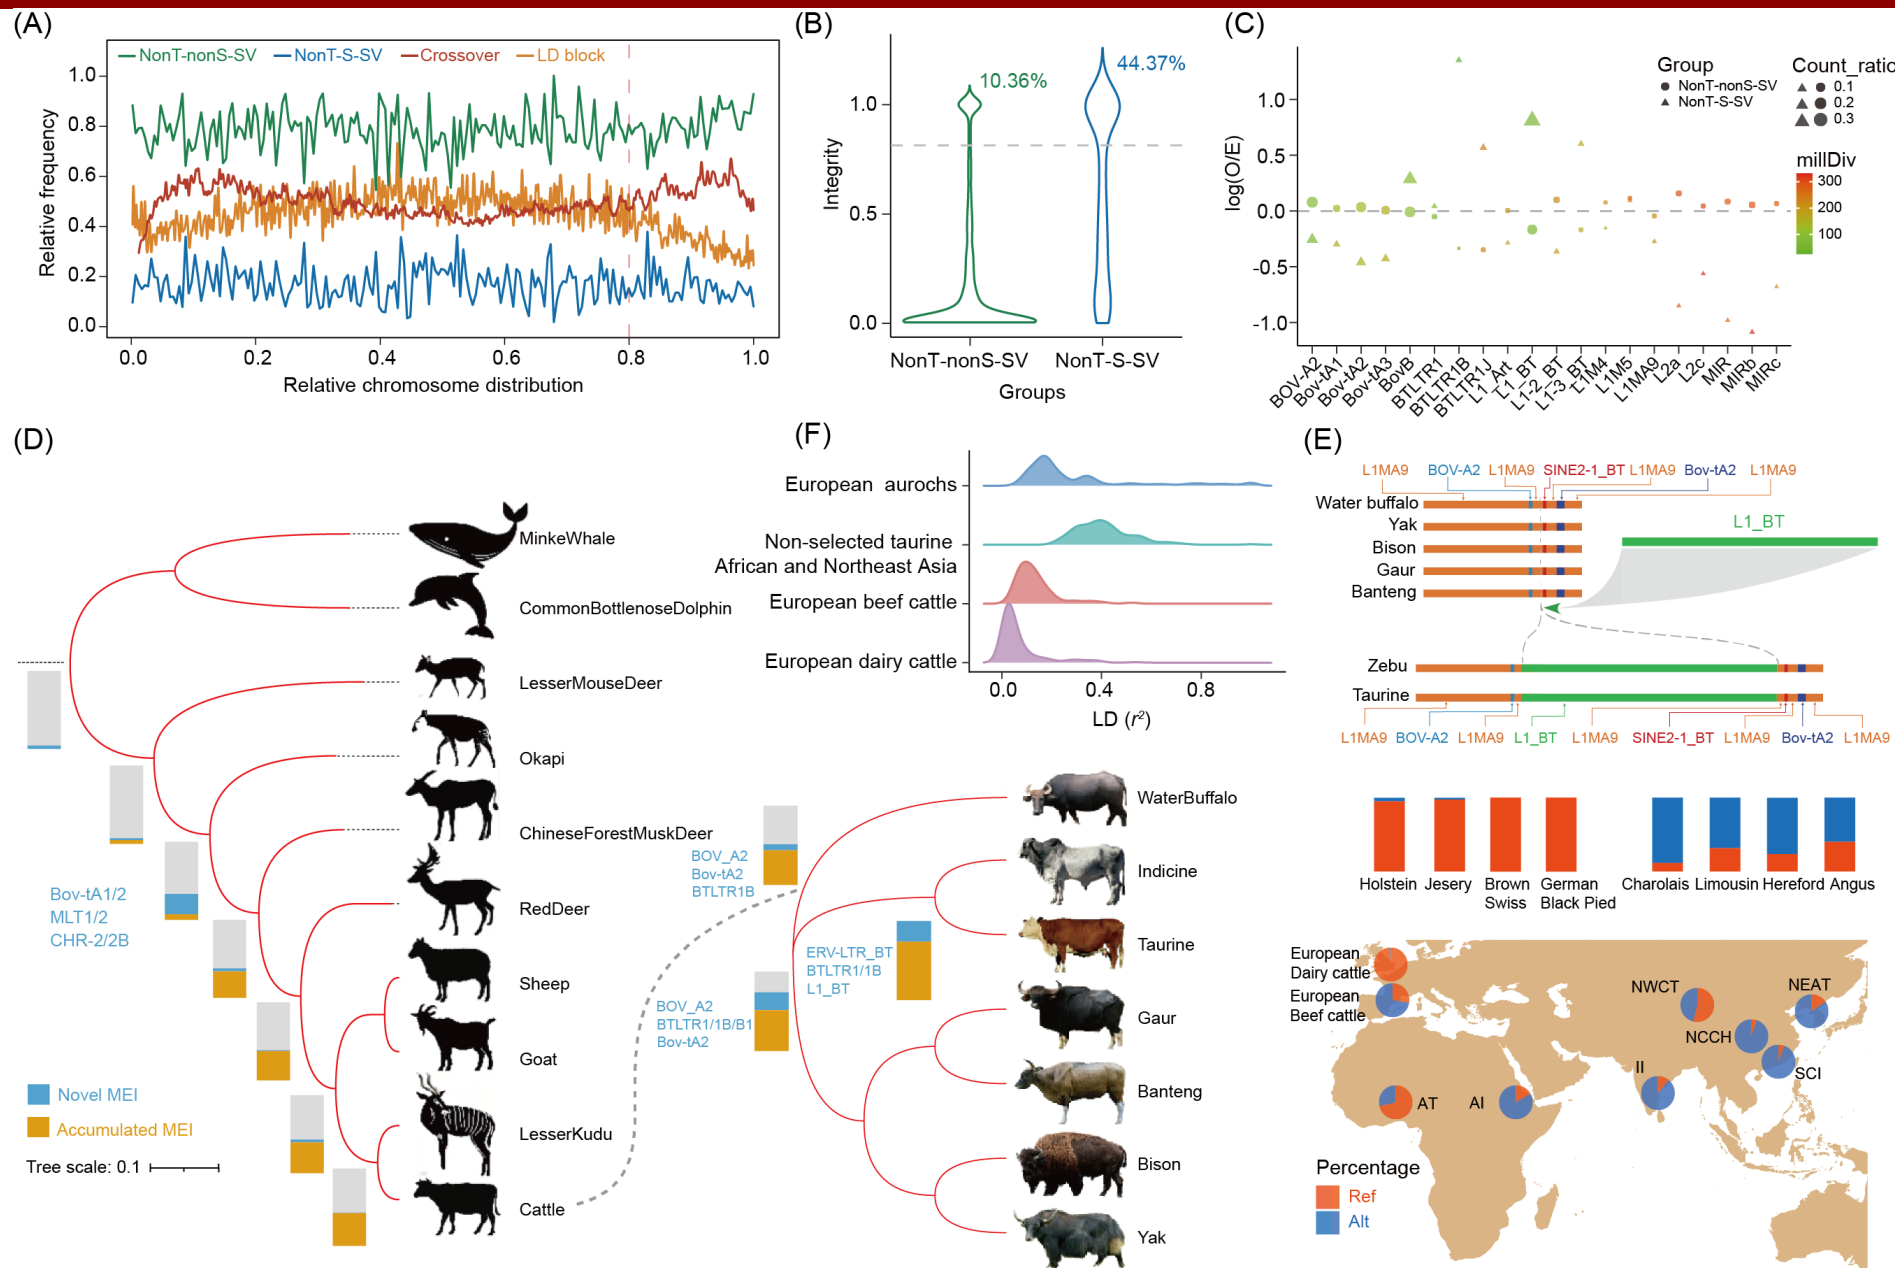 (A)
NonT-nonS-SV
NonT-S-SV
Crossover
LD block
1.0
0.8
0.6
0.4
0.2
0.0
Relative frequency
0.0
0.2
0.4
0.6
0.8
1.0
Relative chromosome distribution
(B)
10.36%
44.37%
1.0
0.5
0.0
Integrity
NonT-nonS-SV
NonT-S-SV
Groups
(C)
Group
NonT-nonS-SV
NonT-S-SV
Count_ratio
0.1
0.2
0.3
millDiv
300
200
100
1.0
0.5
0.0
-0.5
-1.0
log(O/E)
BOV-A2
Bov-tA1
Bov-tA2
Bov-tA3
BovB
BTLTR1
BTLTR1B
BTLTR1J
L1_Art
L1_BT
L1-2_BT
L1-3_BT
L1M4
L1M5
L1MA9
L2a
L2c
MIR
MIRb
MIRc
(D)
MinkeWhale
CommonBottlenoseDolphin
LesserMouseDeer
Okapi
ChineseForestMuskDeer
RedDeer
Sheep
Goat
LesserKudu
Cattle
Bov-tA1/2
MLT1/2
CHR-2/2B
Novel MEI
Accumulated MEI
Tree scale: 0.1
BOV_A2
Bov-tA2
BTLTR1B
ERV-LTR_BT
BTLTR1/1B
L1_BT
BOV_A2
BTLTR1/1B/B1
Bov-tA2
WaterBuffalo
Indicine
Taurine
Gaur
Banteng
Bison
Yak
(F)
European aurochs
Non-selected taurine
African and Northeast Asia
European beef cattle
European dairy cattle
0.0
0.4
0.8
LD (r²)
(E)
L1MA9
BOV-A2
L1MA9
SINE2-1_BT
L1MA9
Bov-tA2
L1MA9
Water buffalo
Yak
Bison
Gaur
Banteng
L1_BT
Zebu
Taurine
L1MA9
BOV-A2
L1MA9
L1_BT
L1MA9
SINE2-1_BT
L1MA9
Bov-tA2
L1MA9
Holstein
Jesery
Brown
Swiss
German
Black Pied
Charolais
Limousin
Hereford
Angus
European
Dairy cattle
European
Beef cattle
NWCT
NEAT
NCCH
SCI
II
AT
AI
Percentage
Ref
Alt